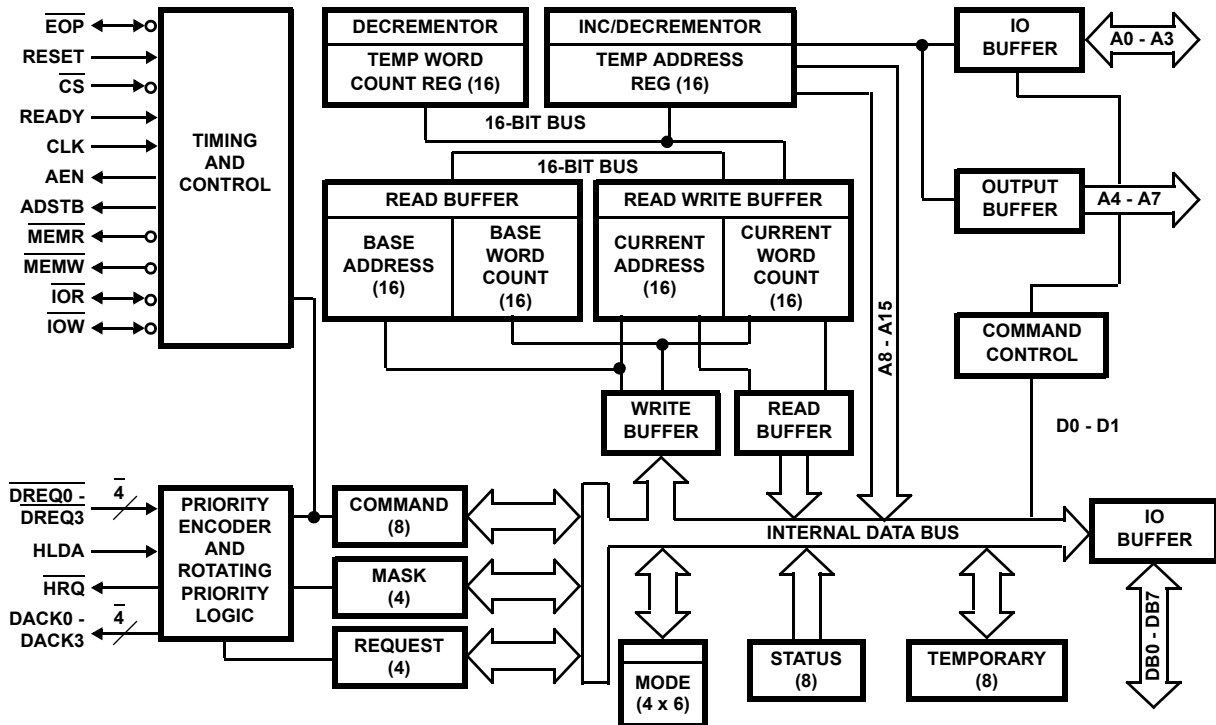 EOP
RESET
CS
READY
CLK
AEN
ADSTB
MEMR
MEMW
IOR
IOW
TIMING
AND
CONTROL
DECREMENTOR
TEMP WORD
COUNT REG (16)
INC/DECREMENTOR
TEMP ADDRESS
REG (16)
16-BIT BUS
16-BIT BUS
READ BUFFER
BASE
ADDRESS
(16)
BASE
WORD
COUNT
(16)
READ WRITE BUFFER
CURRENT
ADDRESS
(16)
CURRENT
WORD
COUNT
(16)
A8 - A15
IO
BUFFER
A0 - A3
OUTPUT
BUFFER
A4 - A7
COMMAND
CONTROL
WRITE
BUFFER
READ
BUFFER
D0 - D1
DREQ0 -
DREQ3
4
HLDA
HRQ
DACK0 -
DACK3
4
PRIORITY
ENCODER
AND
ROTATING
PRIORITY
LOGIC
COMMAND
(8)
MASK
(4)
REQUEST
(4)
INTERNAL DATA BUS
IO
BUFFER
DB0 - DB7
MODE
(4 x 6)
STATUS
(8)
TEMPORARY
(8)